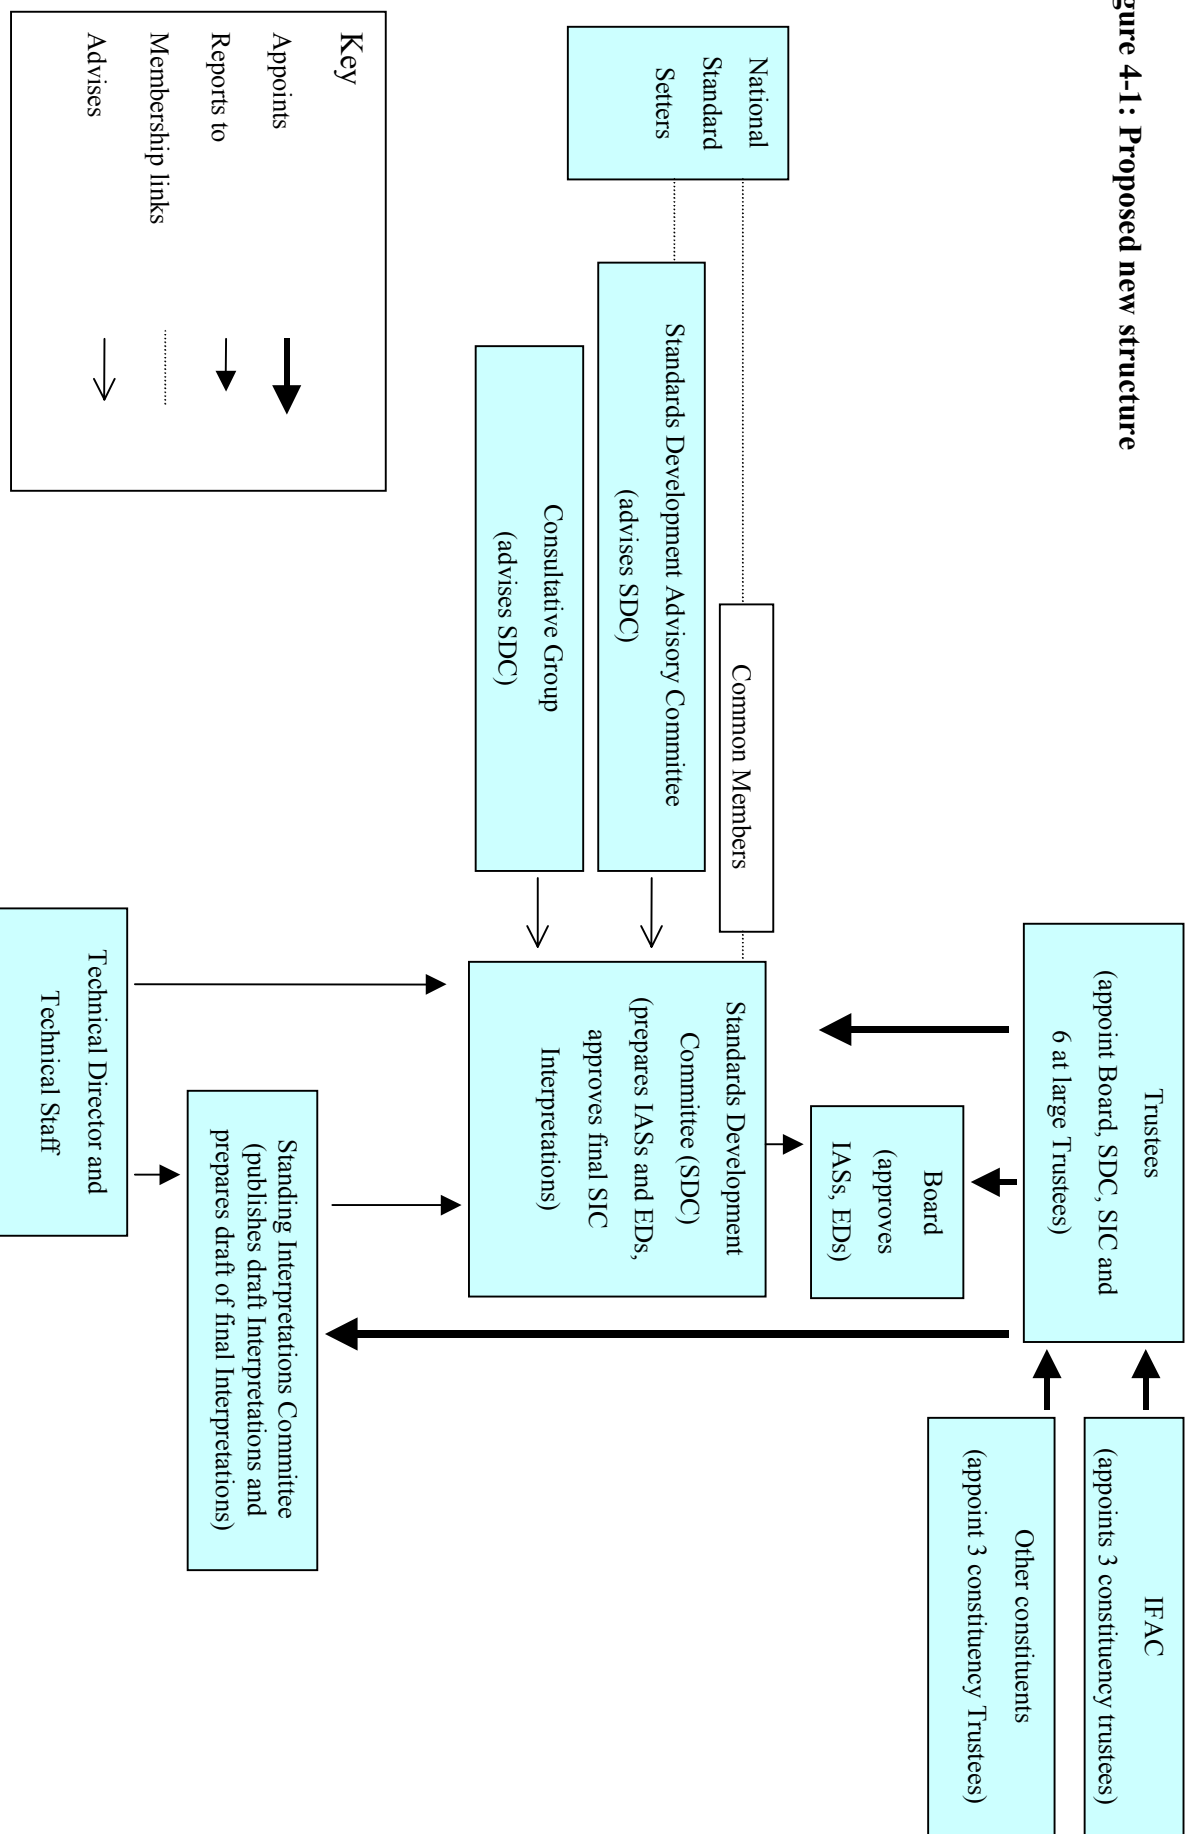 gure 4-1: Proposed new structure
IFAC
(appoints 3 constituency trustees)
Other constituents
(appoint 3 constituency Trustees)
Trustees
(appoint Board, SDC, SIC and
6 at large Trustees)
Board
(approves
IASs, EDs)
National
Standard
Setters
Common Members
Standards Development Advisory Committee
(advises SDC)
Consultative Group
(advises SDC)
Standards Development
Committee (SDC)
(prepares IASs and EDs,
approves final SIC
Interpretations)
Standing Interpretations Committee
(publishes draft Interpretations and
prepares draft of final Interpretations)
Technical Director and
Technical Staff
Key
Appoints
Reports to
Membership links
Advises